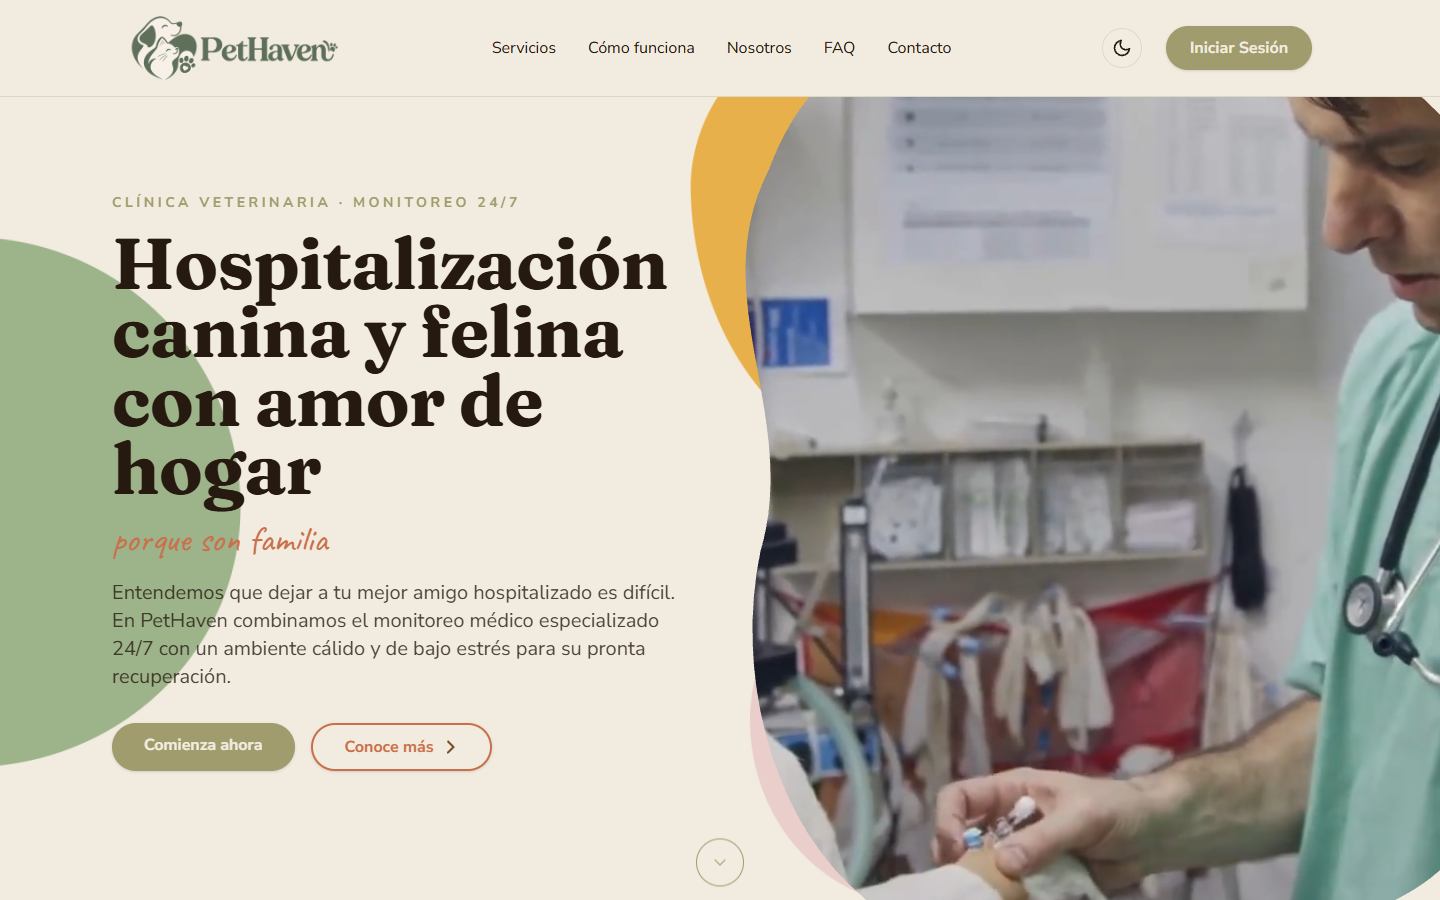 PetHaven
Servicios
Cómo funciona
Nosotros
FAQ
Contacto
Iniciar Sesión
CLÍNICA VETERINARIA · MONITOREO 24/7
Hospitalización
canina y felina
con amor de
hogar
porque son familia
Entendemos que dejar a tu mejor amigo hospitalizado es difícil.
En PetHaven combinamos el monitoreo médico especializado
24/7 con un ambiente cálido y de bajo estrés para su pronta
recuperación.
Comienza ahora
Conoce más